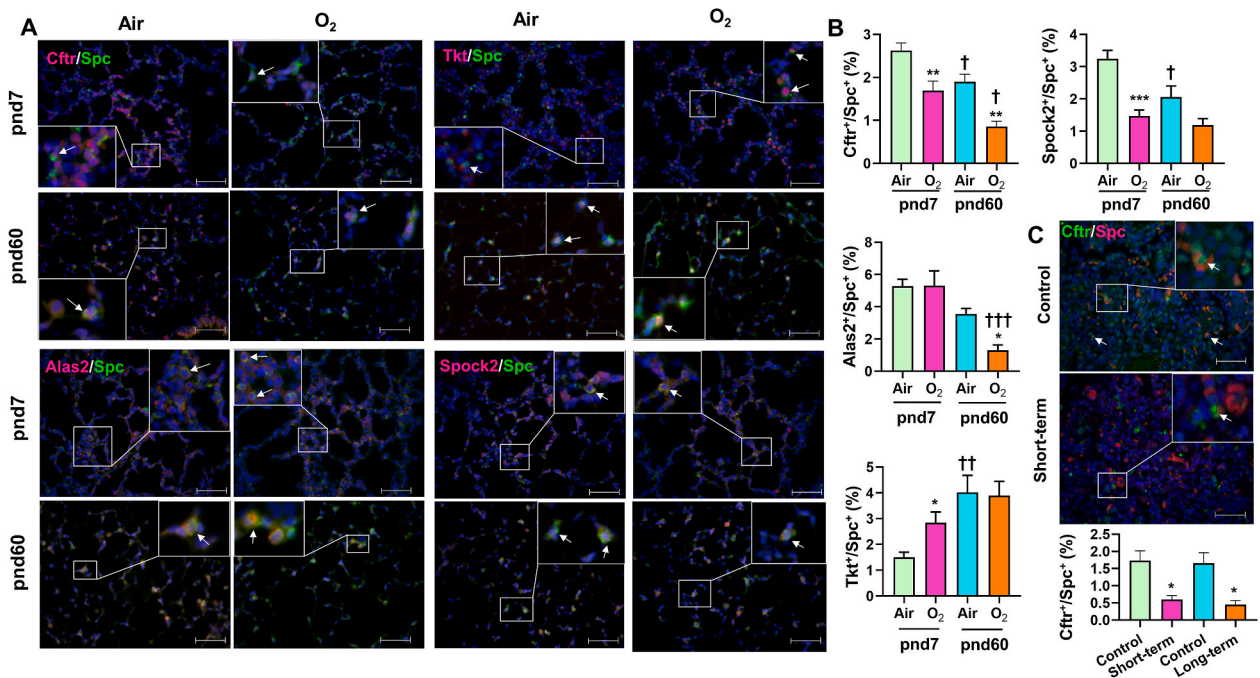 A
Air
O₂
Air
O₂
pnd7
Cftr/Spc
Tkt/Spc
pnd60
pnd7
Alas2/Spc
Spock2/Spc
pnd60
B
Cftr⁺/Spc⁺ (%)
3
2
1
0
**
†
†
**
Air O₂ Air O₂
pnd7 pnd60
Spock2⁺/Spc⁺ (%)
4
3
2
1
0
***
†
Air O₂ Air O₂
pnd7 pnd60
Alas2⁺/Spc⁺ (%)
8
6
4
2
0
†††
*
Air O₂ Air O₂
pnd7 pnd60
Tkt⁺/Spc⁺ (%)
6
5
4
3
2
1
0
*
††
Air O₂ Air O₂
pnd7 pnd60
C
Cftr/Spc
Control
Short-term
Cftr⁺/Spc⁺ (%)
2.5
2.0
1.5
1.0
0.5
0.0
*
*
Control
Short-term
Control
Long-term